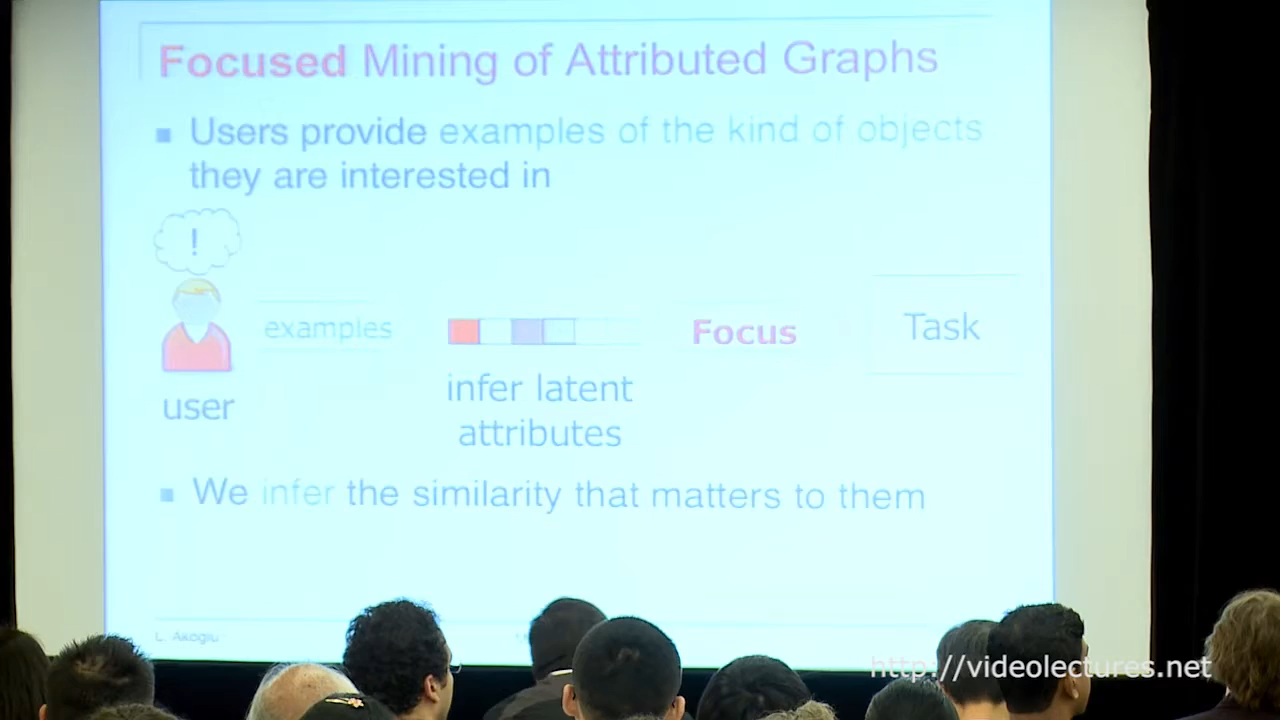 Focused Mining of Attributed Graphs
Users provide examples of the kind of objects
they are interested in
!
examples
Focus
Task
user
infer latent
attributes
We infer the similarity that matters to them
L. Akoglu
http://videolectures.net